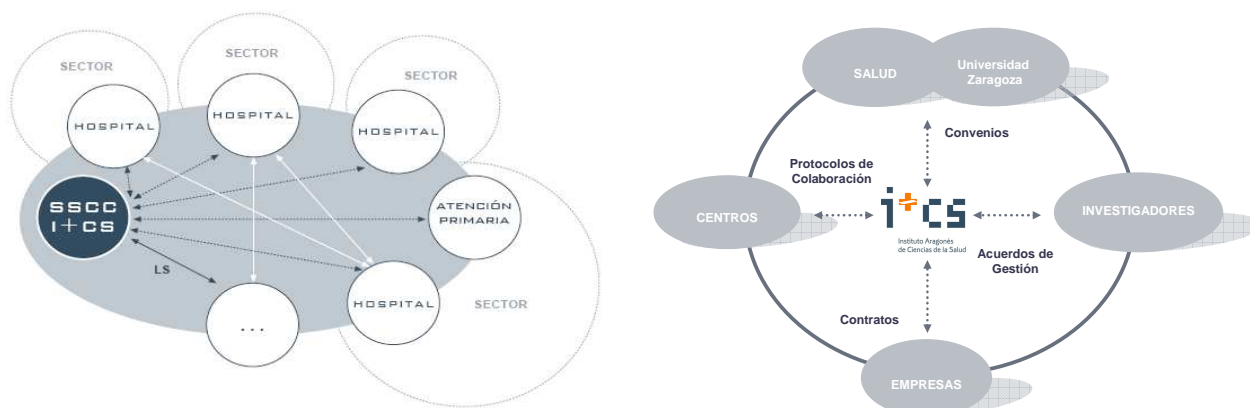 SECTOR
SECTOR
SECTOR
HOSPITAL
HOSPITAL
HOSPITAL
SSCC
I+CS
ATENCIÓN
PRIMARIA
LS
HOSPITAL
SECTOR
...
SALUD
Universidad
Zaragoza
Convenios
Protocolos de
Colaboración
CENTROS
i+cs
Instituto Aragonés
de Ciencias de la Salud
INVESTIGADORES
Acuerdos de
Gestión
Contratos
EMPRESAS